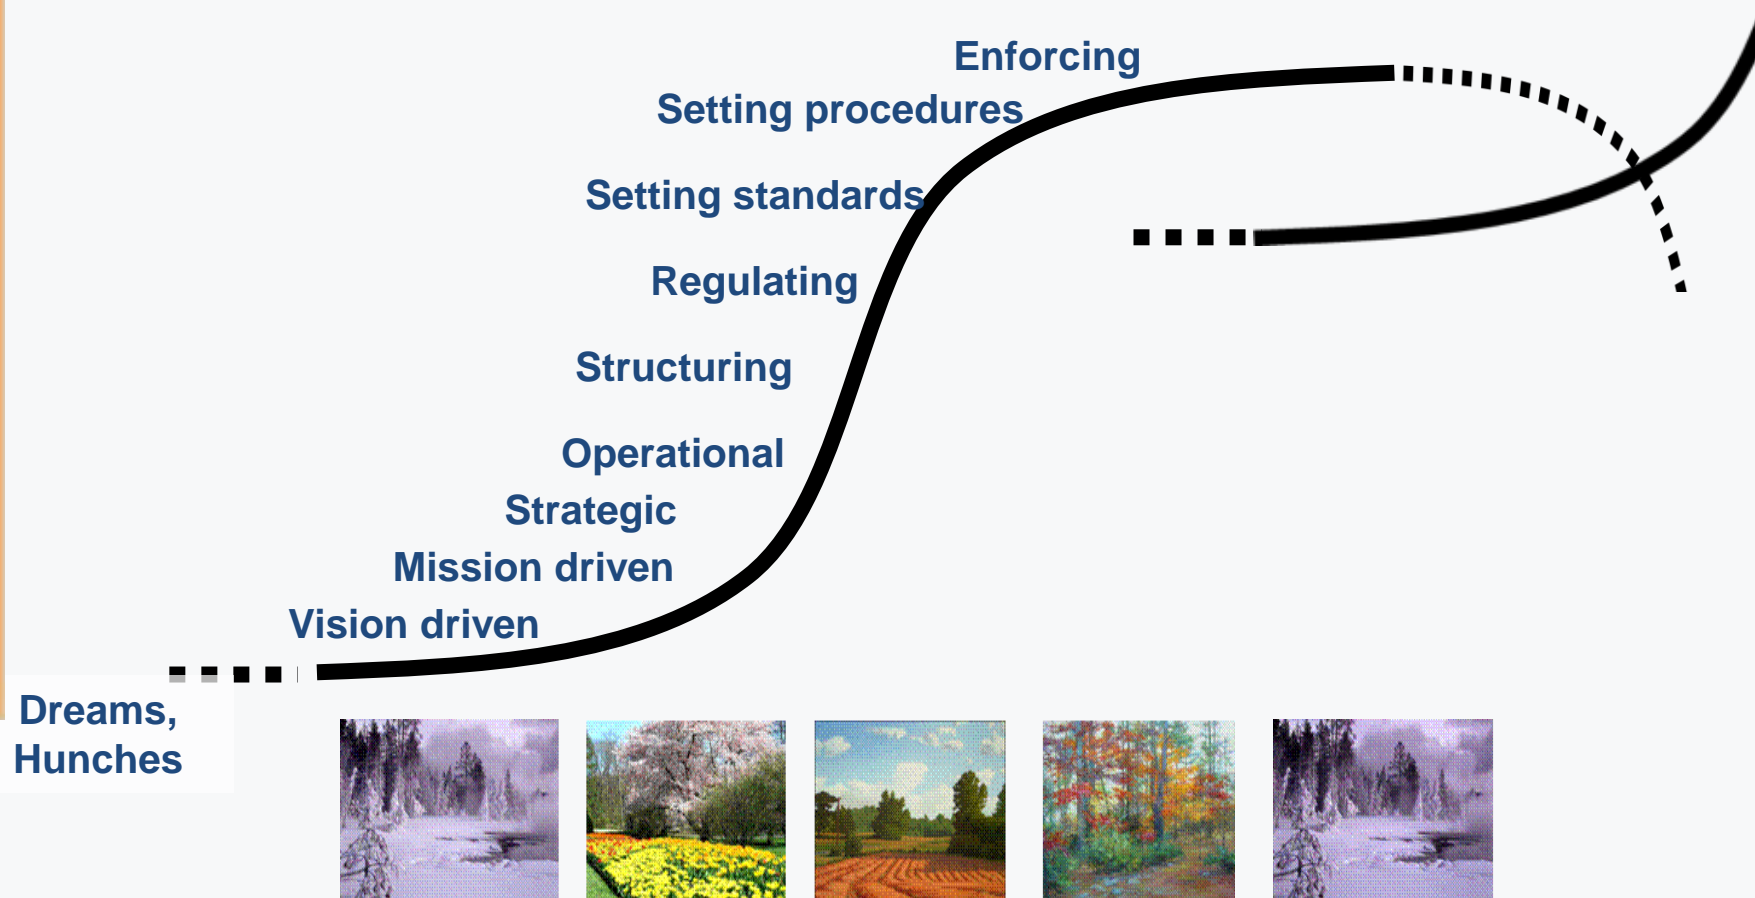 Enforcing
Setting procedures
Setting standards
Regulating
Structuring
Operational
Strategic
Mission driven
Vision driven
Dreams,
Hunches